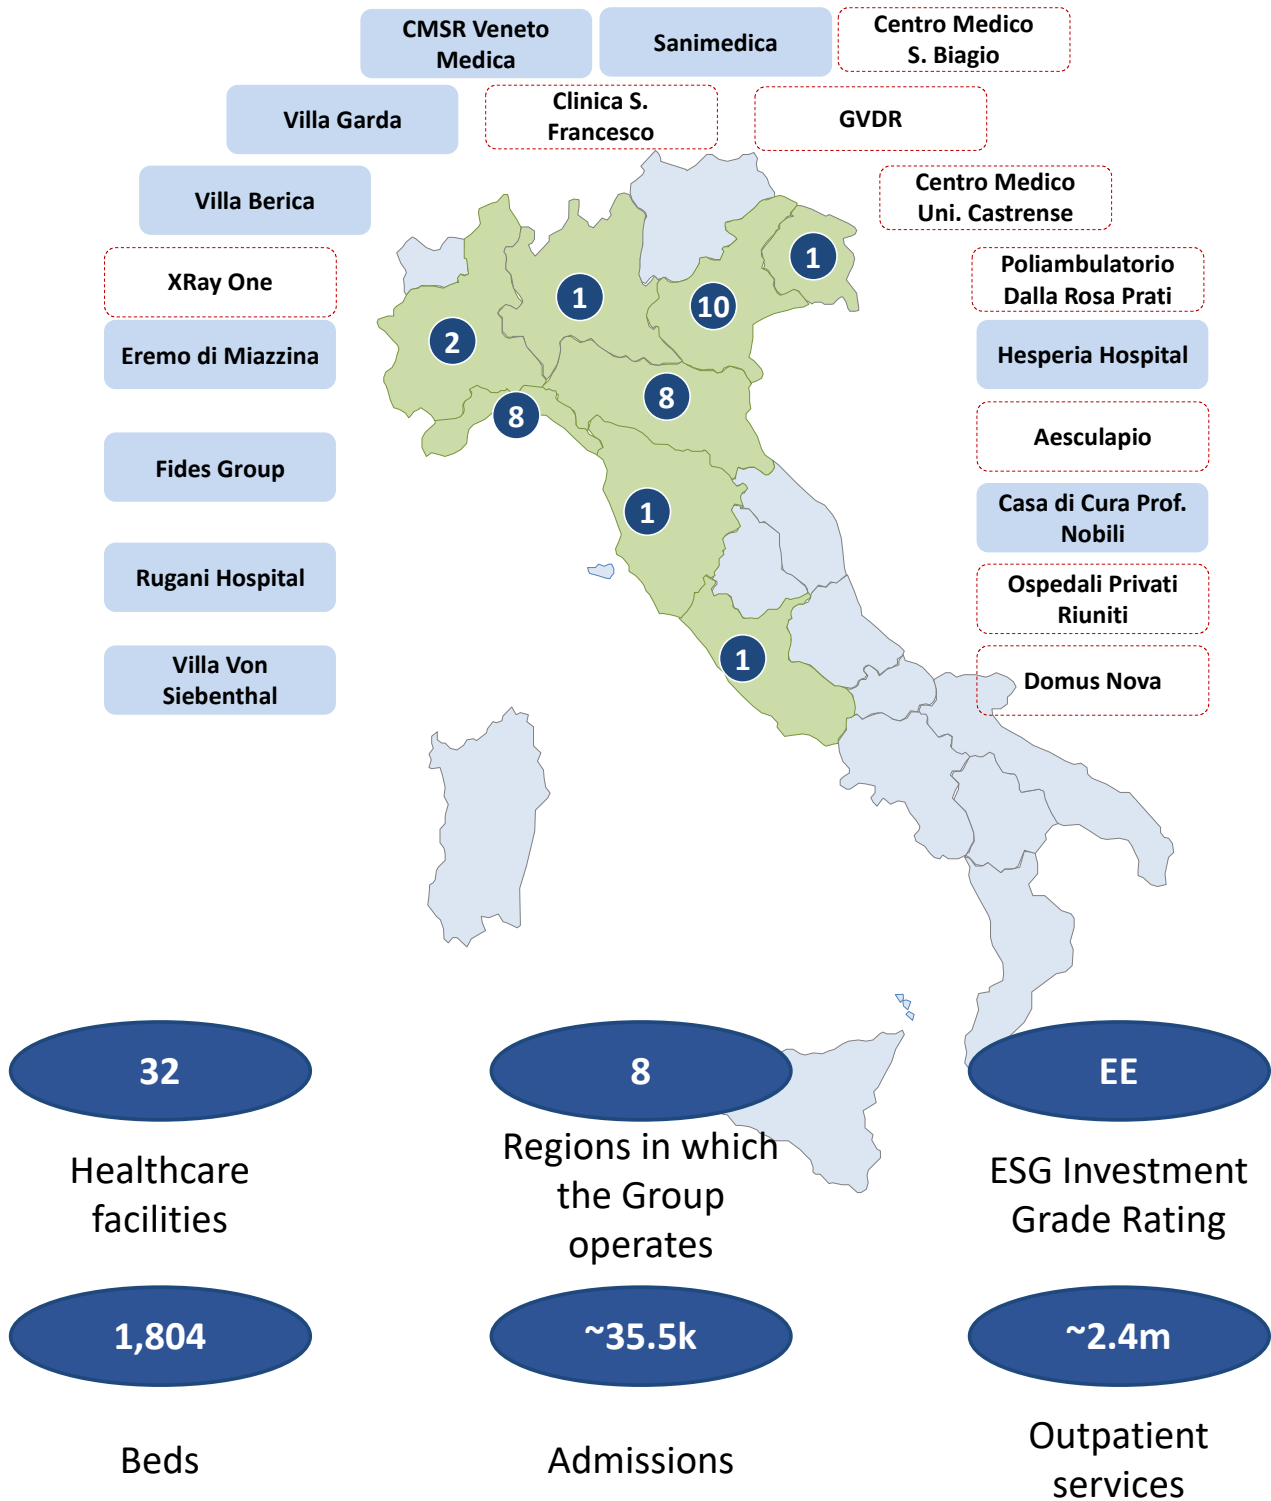 CMSR Veneto
Medica
Sanimedica
Centro Medico
S. Biagio
Villa Garda
Clinica S.
Francesco
GVDR
Villa Berica
Centro Medico
Uni. Castrense
XRay One
Poliambulatorio
Dalla Rosa Prati
Eremo di Miazzina
Hesperia Hospital
Fides Group
Aesculapio
Rugani Hospital
Casa di Cura Prof.
Nobili
Villa Von
Siebenthal
Ospedali Privati
Riuniti
Domus Nova
1
1
10
2
8
8
1
1
32
Healthcare
facilities
8
Regions in which
the Group
operates
EE
ESG Investment
Grade Rating
1,804
Beds
~35.5k
Admissions
~2.4m
Outpatient
services